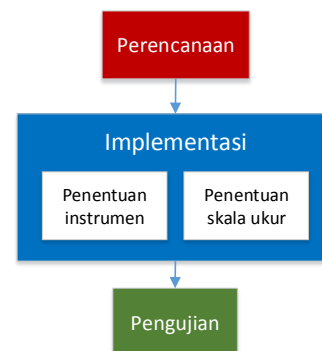 Perencanaan
Implementasi
Penentuan
instrumen
Penentuan
skala ukur
Pengujian